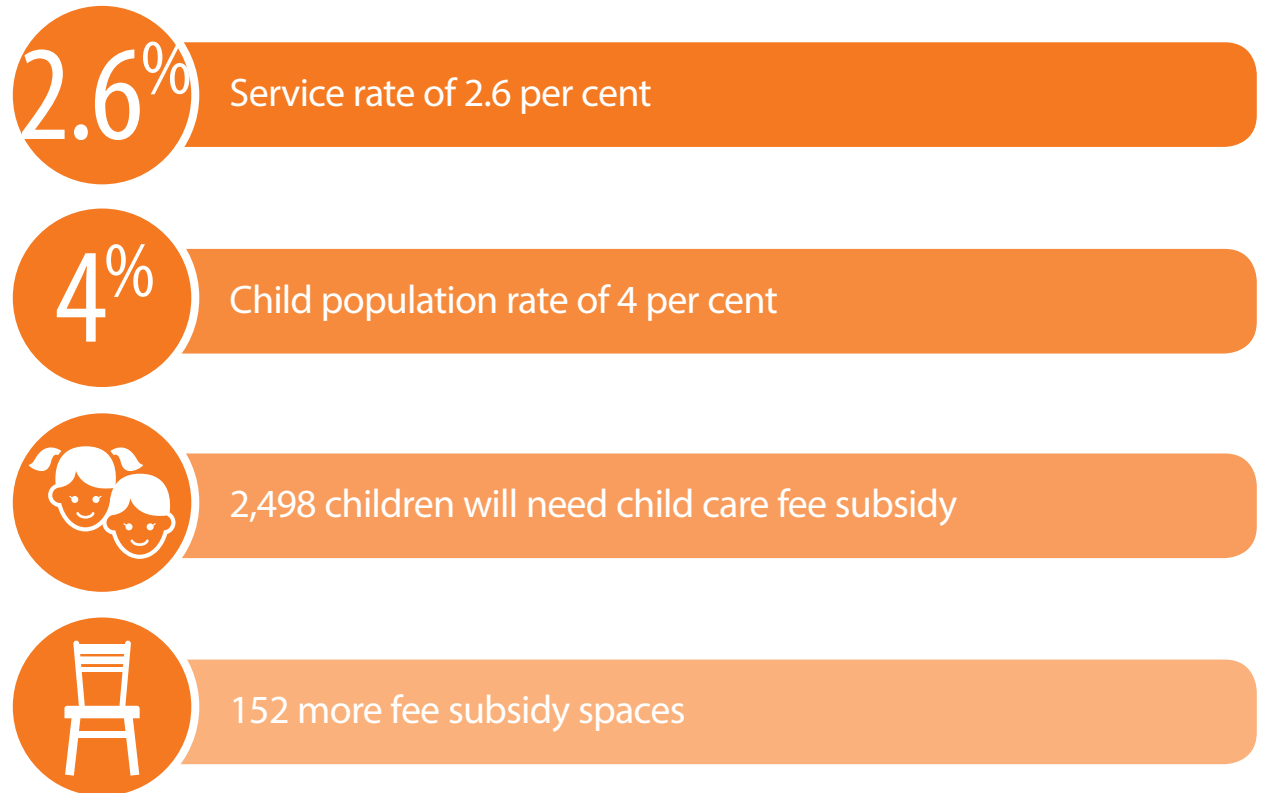 2.6%
Service rate of 2.6 per cent
4%
Child population rate of 4 per cent
2,498 children will need child care fee subsidy
152 more fee subsidy spaces